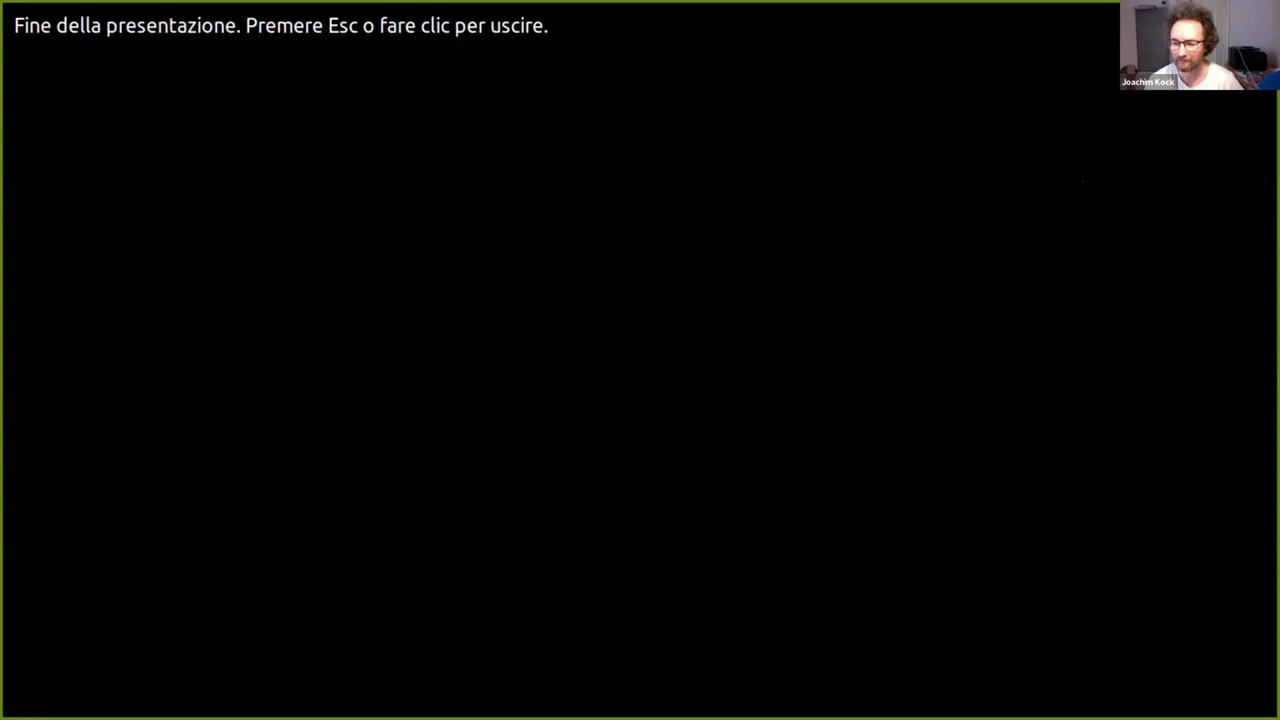 Fine della presentazione. Premere Esc o fare clic per uscire.
Joachim Kock